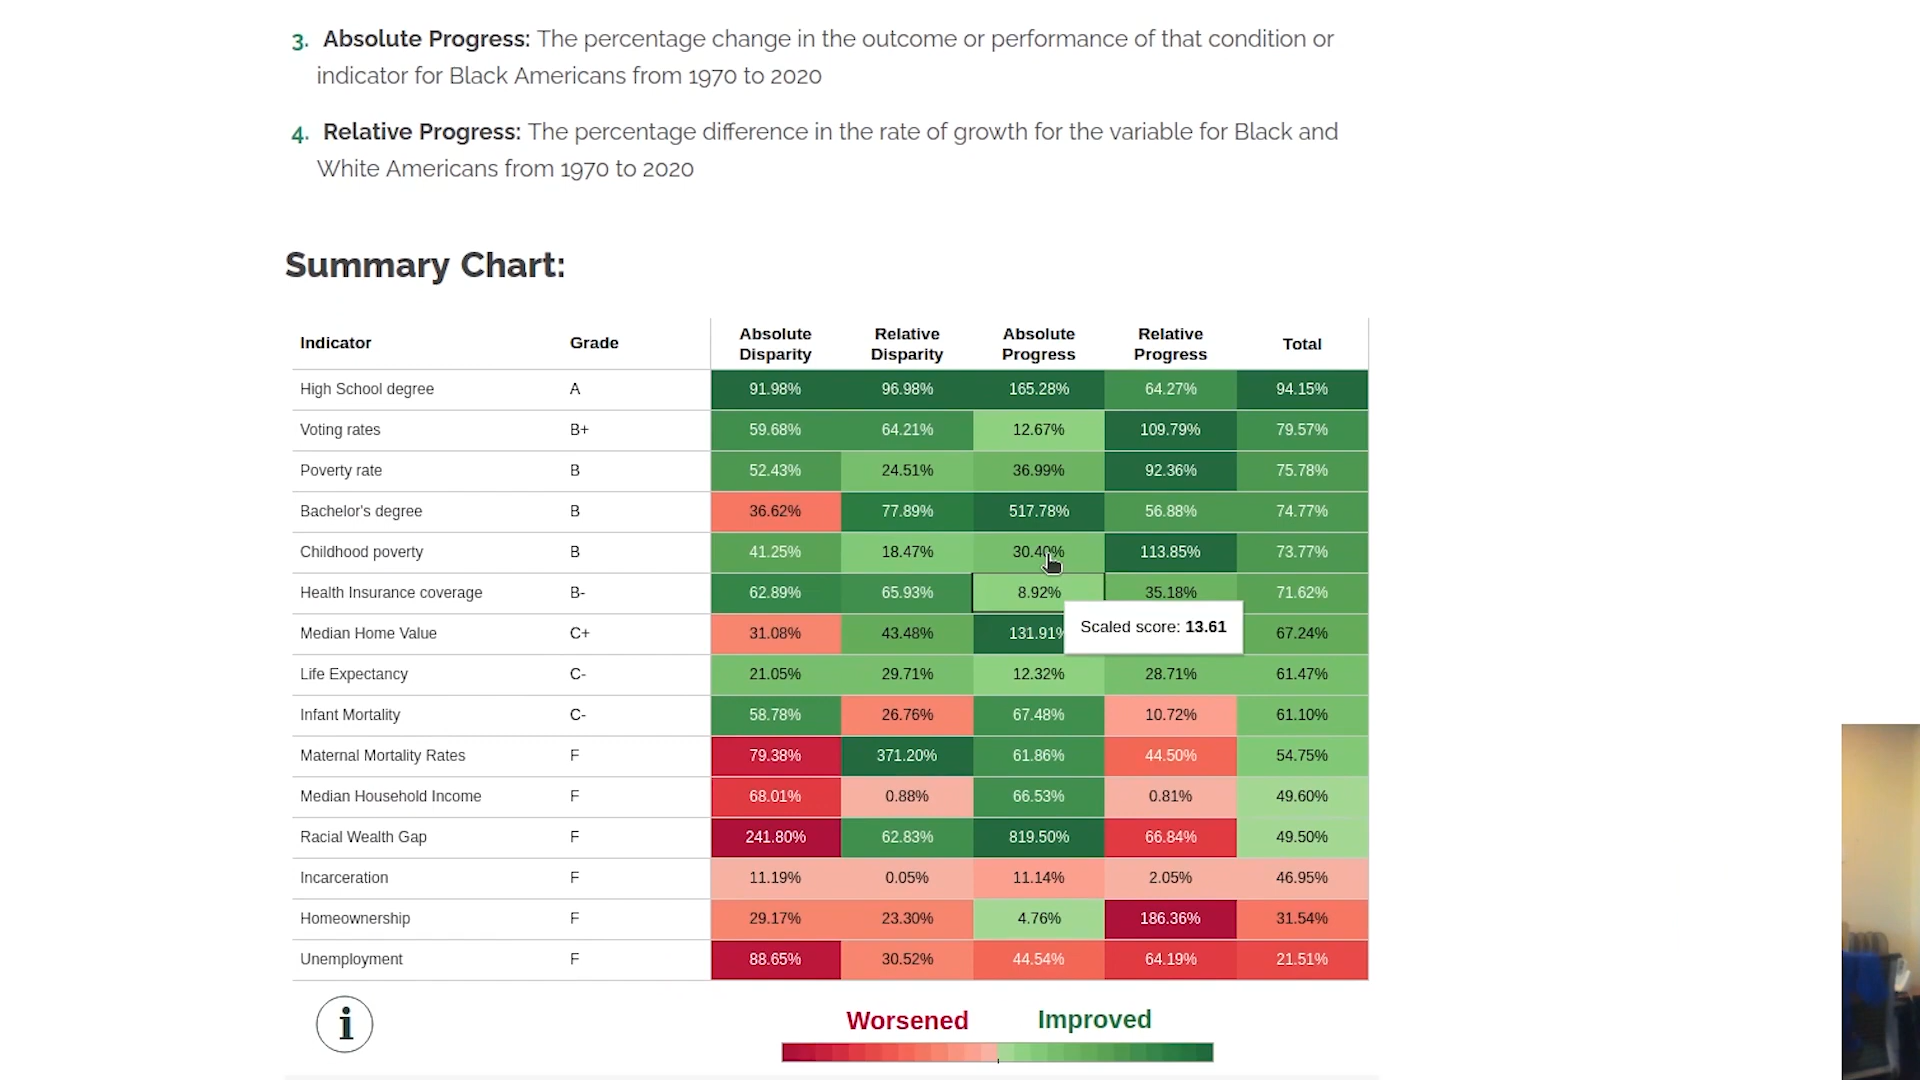 3. Absolute Progress: The percentage change in the outcome or performance of that condition or
indicator for Black Americans from 1970 to 2020
4. Relative Progress: The percentage difference in the rate of growth for the variable for Black and
White Americans from 1970 to 2020
Summary Chart:
Indicator Grade Absolute Disparity Relative Disparity Absolute Progress Relative Progress Total
High School degree A 91.98% 96.98% 165.28% 64.27% 94.15%
Voting rates B+ 59.68% 64.21% 12.67% 109.79% 79.57%
Poverty rate B 52.43% 24.51% 36.99% 92.36% 75.78%
Bachelor's degree B 36.62% 77.89% 517.78% 56.88% 74.77%
Childhood poverty B 41.25% 18.47% 30.40% 113.85% 73.77%
Health Insurance coverage B- 62.89% 65.93% 8.92% 35.18% 71.62%
Median Home Value C+ 31.08% 43.48% 131.91% Scaled score: 13.61 67.24%
Life Expectancy C- 21.05% 29.71% 12.32% 28.71% 61.47%
Infant Mortality C- 58.78% 26.76% 67.48% 10.72% 61.10%
Maternal Mortality Rates F 79.38% 371.20% 61.86% 44.50% 54.75%
Median Household Income F 68.01% 0.88% 66.53% 0.81% 49.60%
Racial Wealth Gap F 241.80% 62.83% 819.50% 66.84% 49.50%
Incarceration F 11.19% 0.05% 11.14% 2.05% 46.95%
Homeownership F 29.17% 23.30% 4.76% 186.36% 31.54%
Unemployment F 88.65% 30.52% 44.54% 64.19% 21.51%
i Worsened Improved